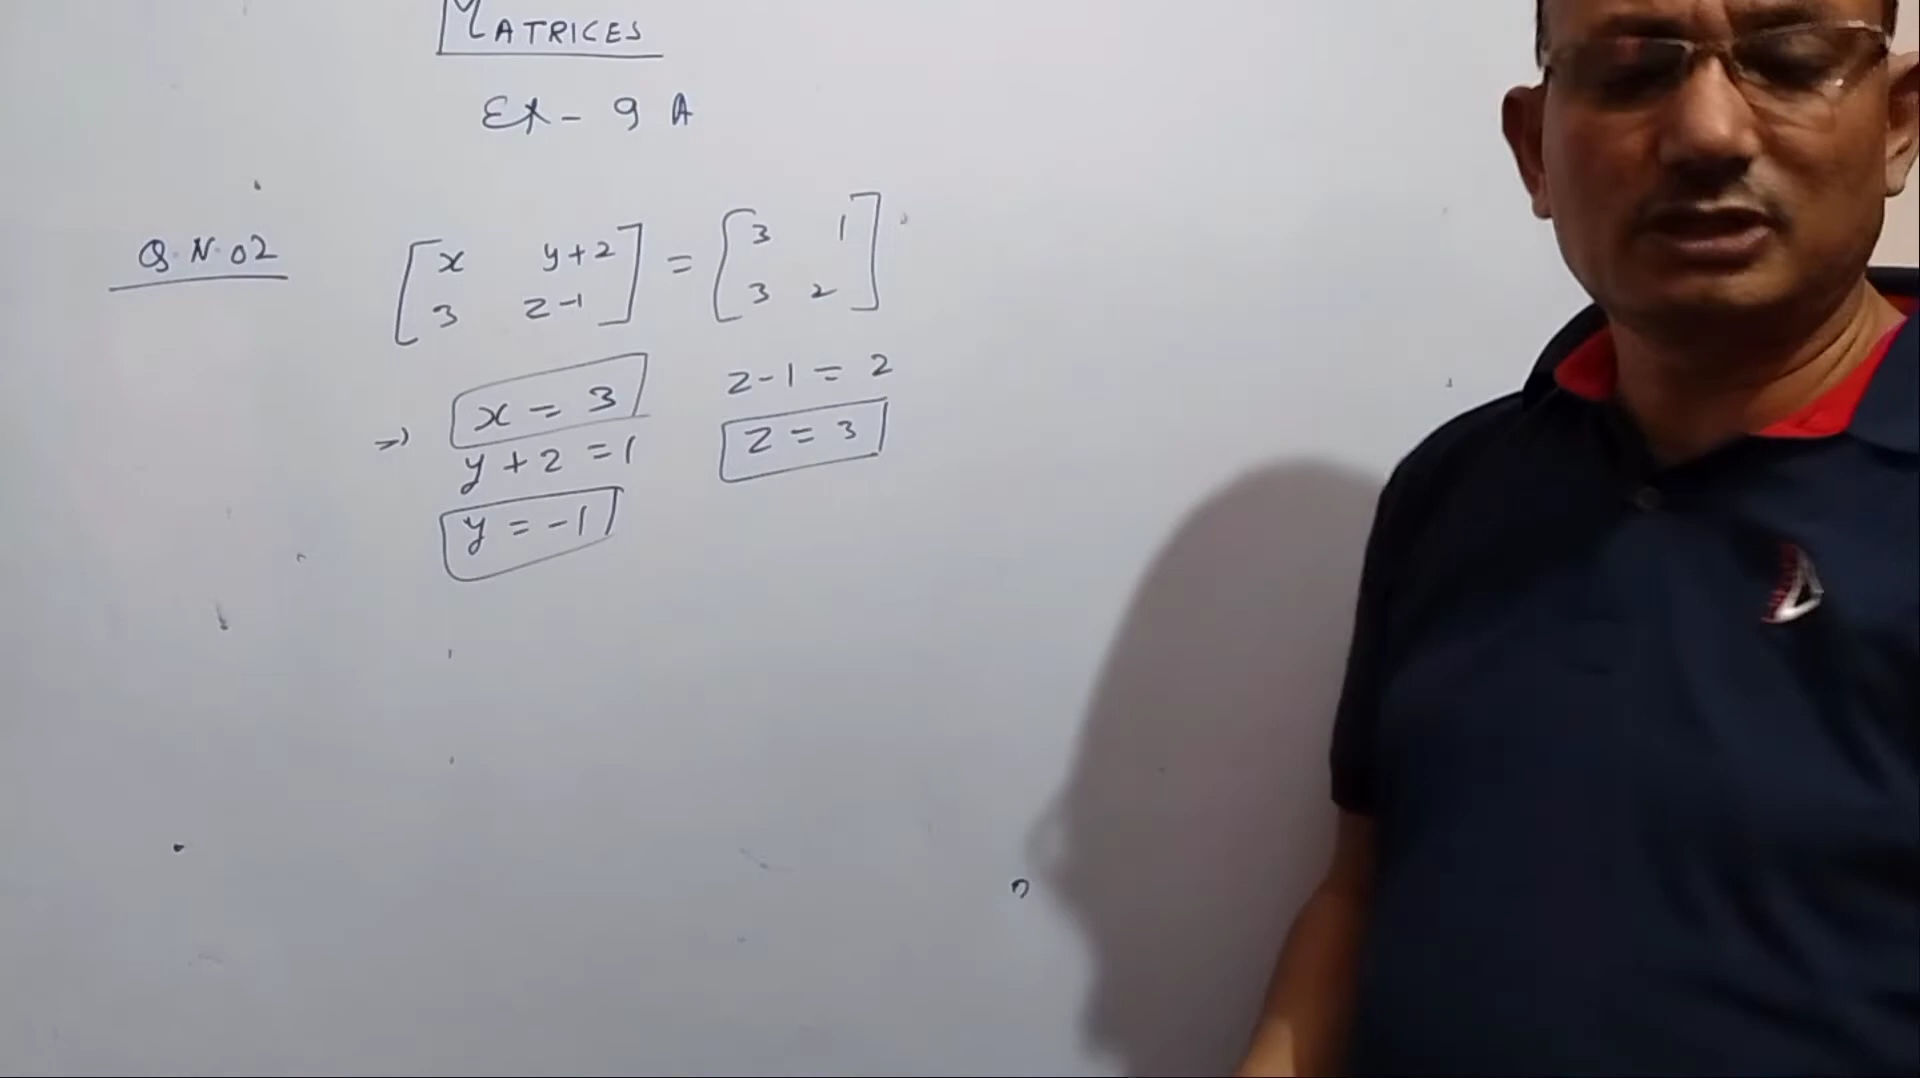 MATRICES
Ex - 9 A
Q.N.02 [x y+2 = [3 1]
3 z-1] 3 2]
x = 3 z-1 = 2
=> y+2 = 1 z = 3
y = -1